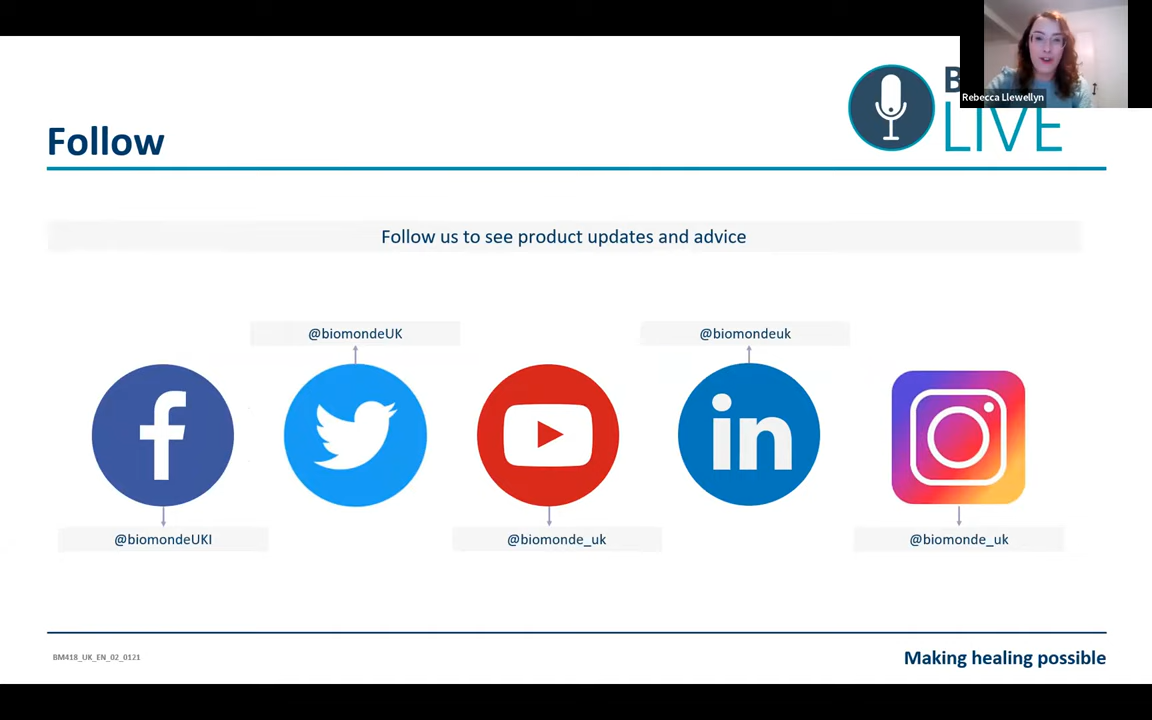 Rebecca Llewellyn
LIVE
Follow
Follow us to see product updates and advice
@biomondeUK
@biomondeuk
f
in
@biomondeUKI
@biomonde_uk
@biomonde_uk
BM418_UK_EN_02_0121
Making healing possible